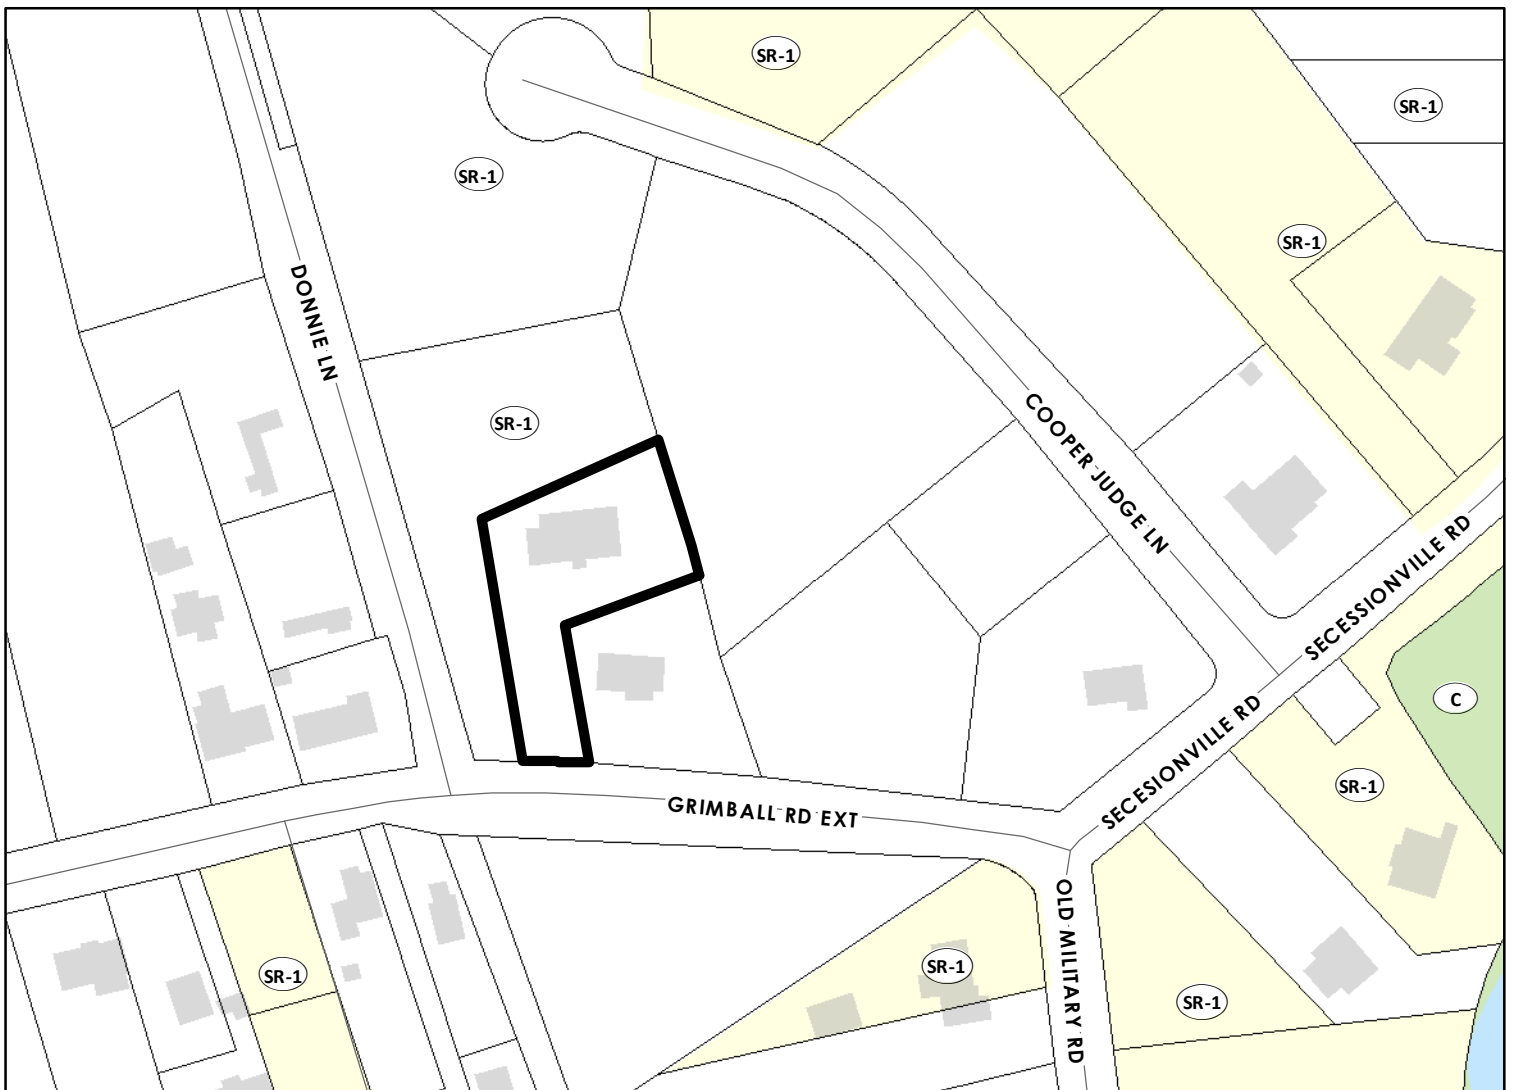 SR-1
SR-1
SR-1
SR-1
DONNIE LN
SR-1
COOPER JUDGE LN
SECESSIONVILLE RD
C
SECESIONVILLE RD
SR-1
GRIMBALL RD EXT
OLD MILITARY RD
SR-1
SR-1
SR-1